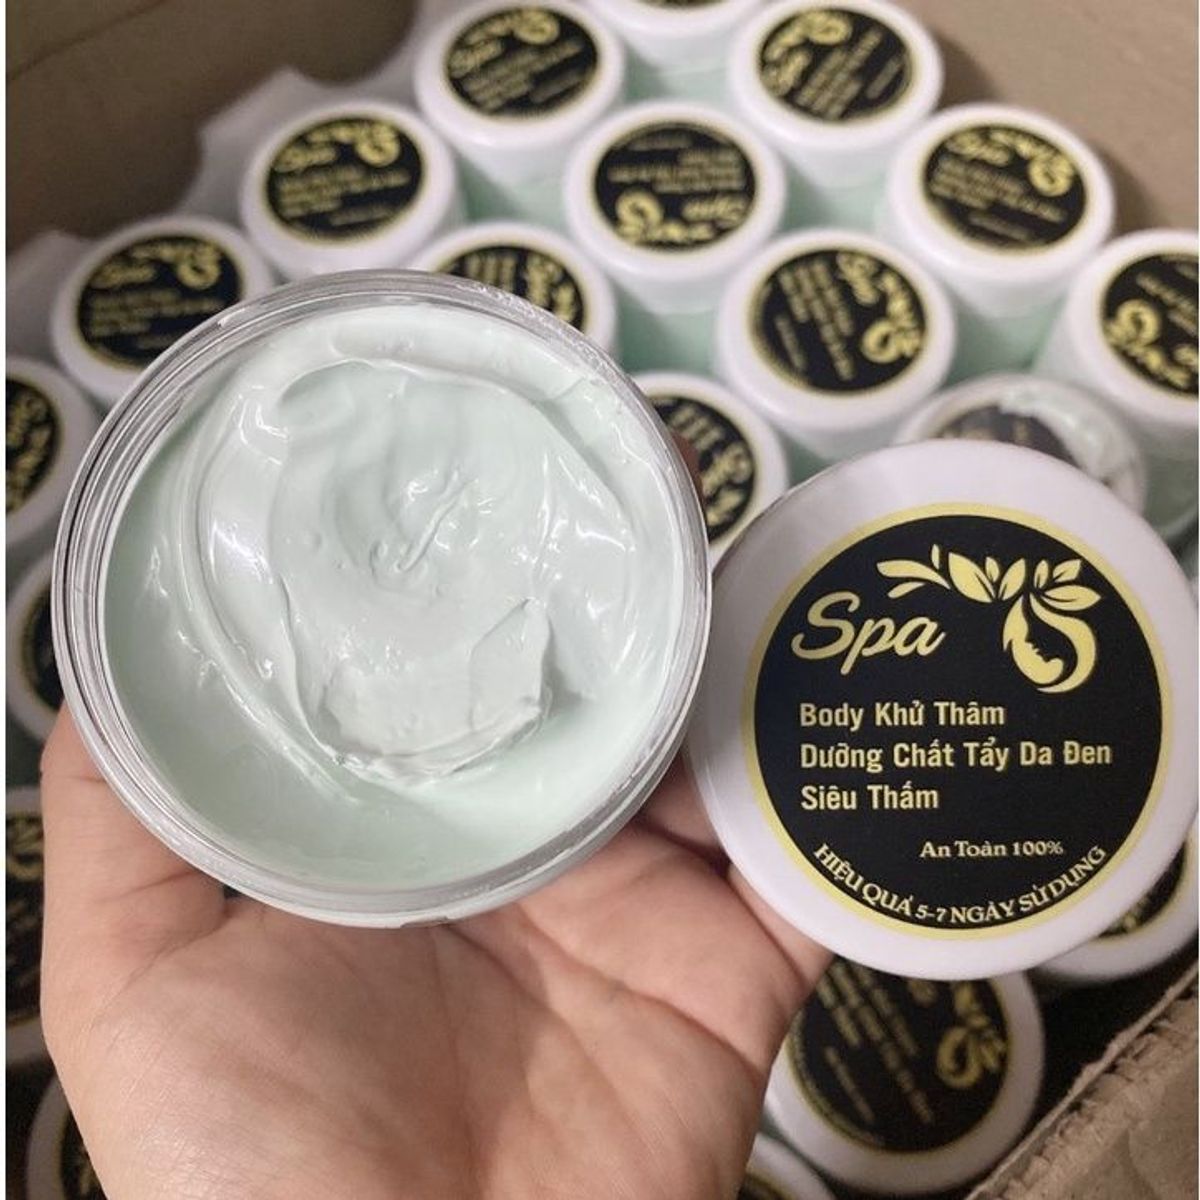 Spa
Body Khử Thâm
Dưỡng Chất Tẩy Da Đen
Siêu Thấm
An Toàn 100%
HIỆU QUẢ 5-7 NGÀY SỬ DỤNG